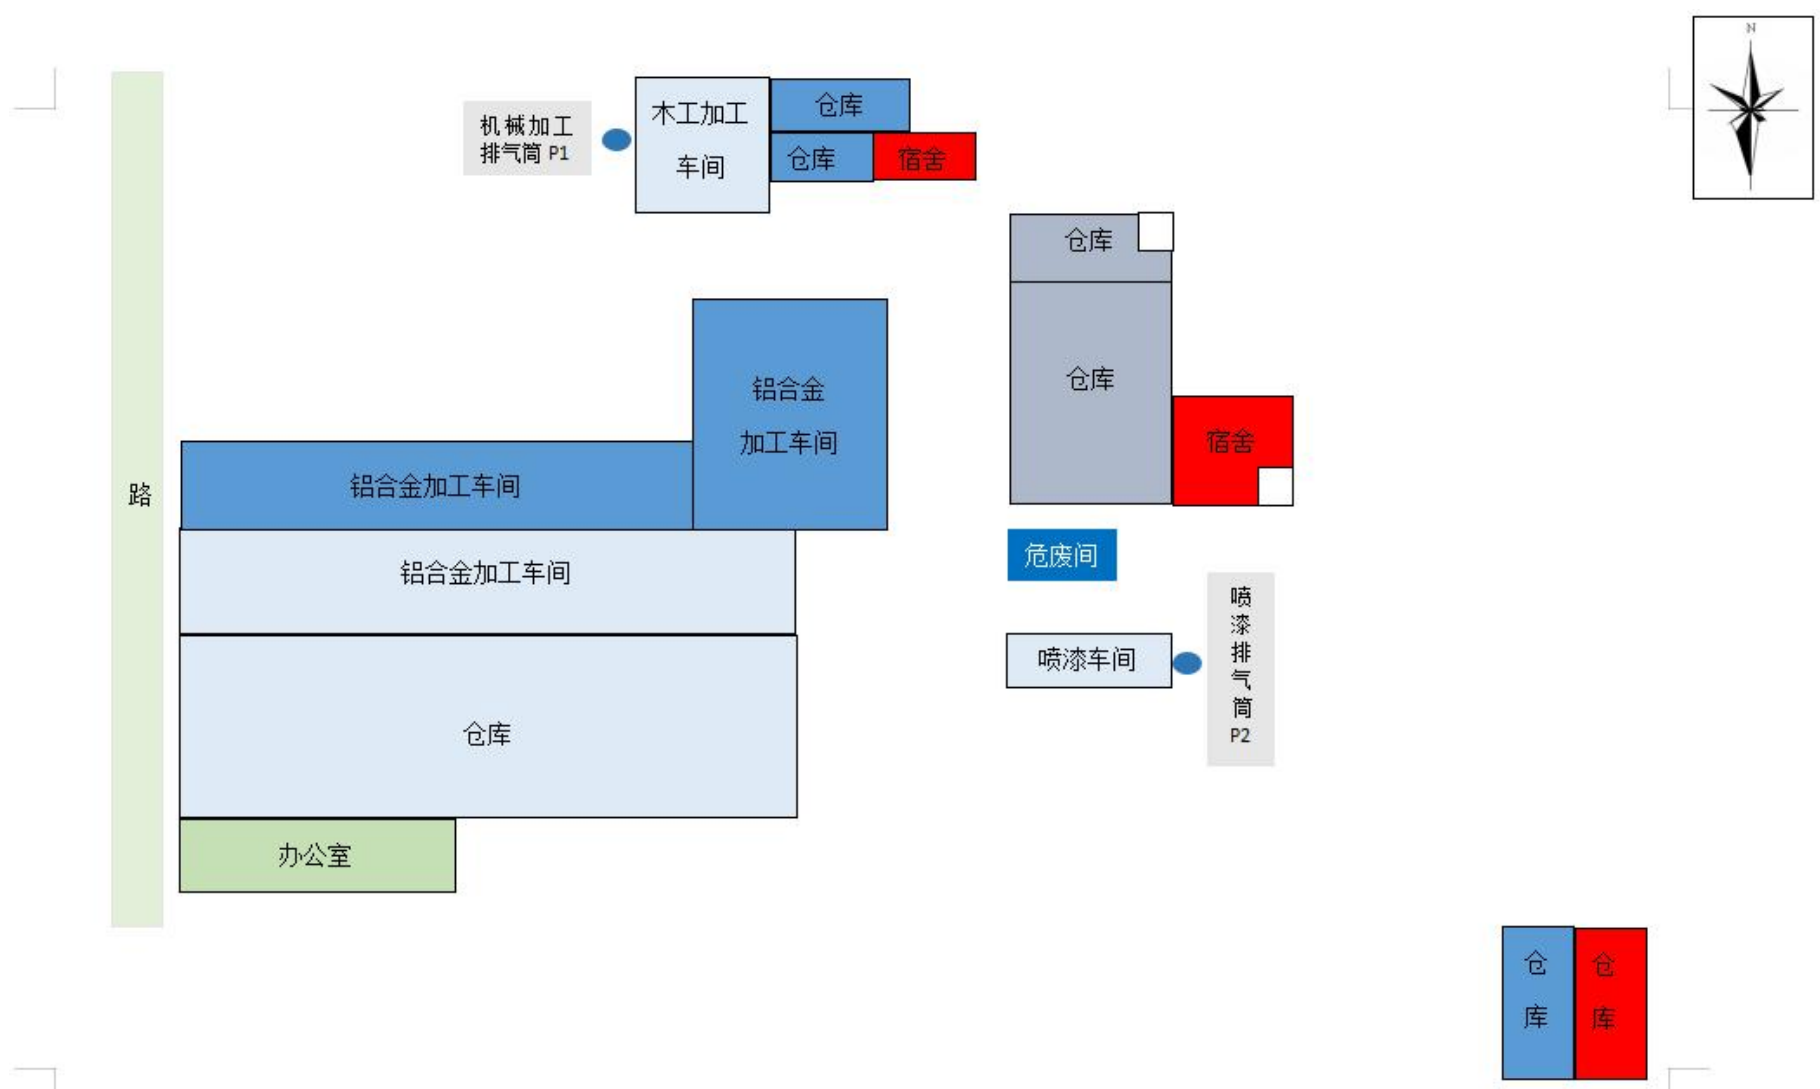 N
机械加工
排气筒 P1
木工加工
车间
仓库
仓库
宿舍
仓库
仓库
宿舍
铝合金
加工车间
铝合金加工车间
路
铝合金加工车间
危废间
喷漆车间
喷
漆
排
气
筒
P2
仓库
办公室
仓
库
仓
库